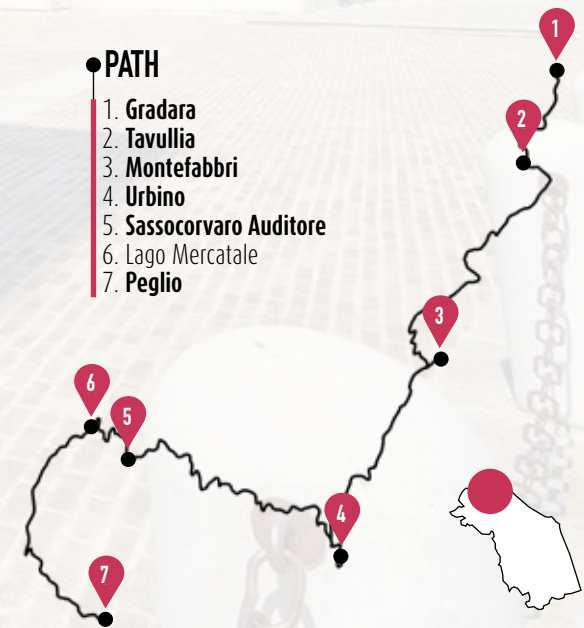 PATH
1. Gradara
2. Tavullia
3. Montefabbri
4. Urbino
5. Sassocorvaro Auditore
6. Lago Mercatale
7. Peglio
1
2
3
6
5
4
7